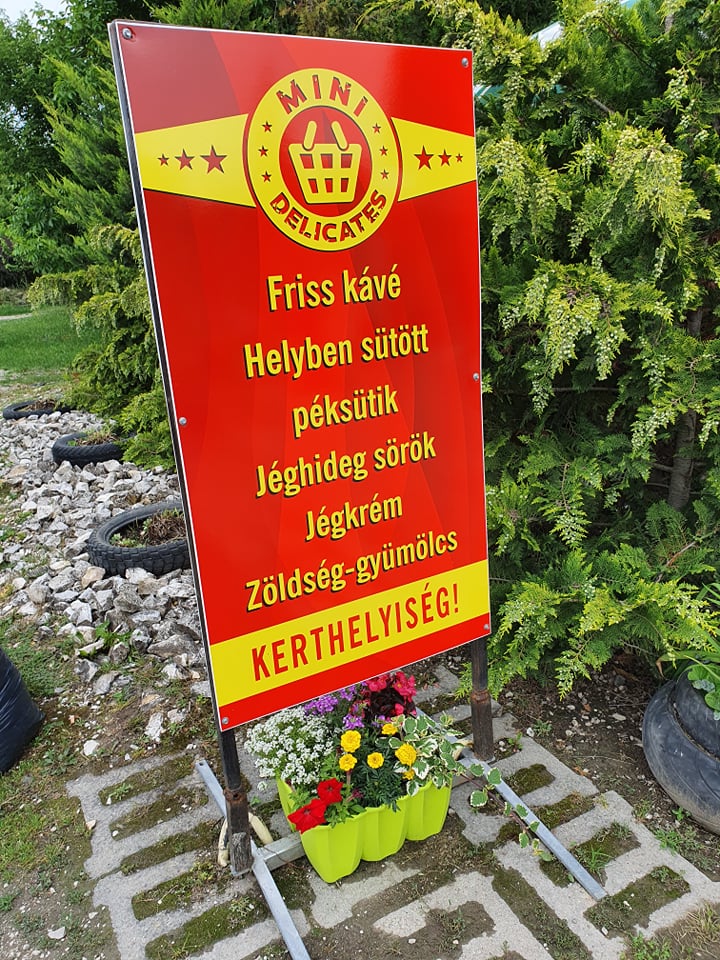 MINI
DELICATES
Friss kávé
Helyben sütött
péksütik
Jéghideg sörök
Jégkrém
Zöldség-gyümölcs
KERTHELYISÉG!